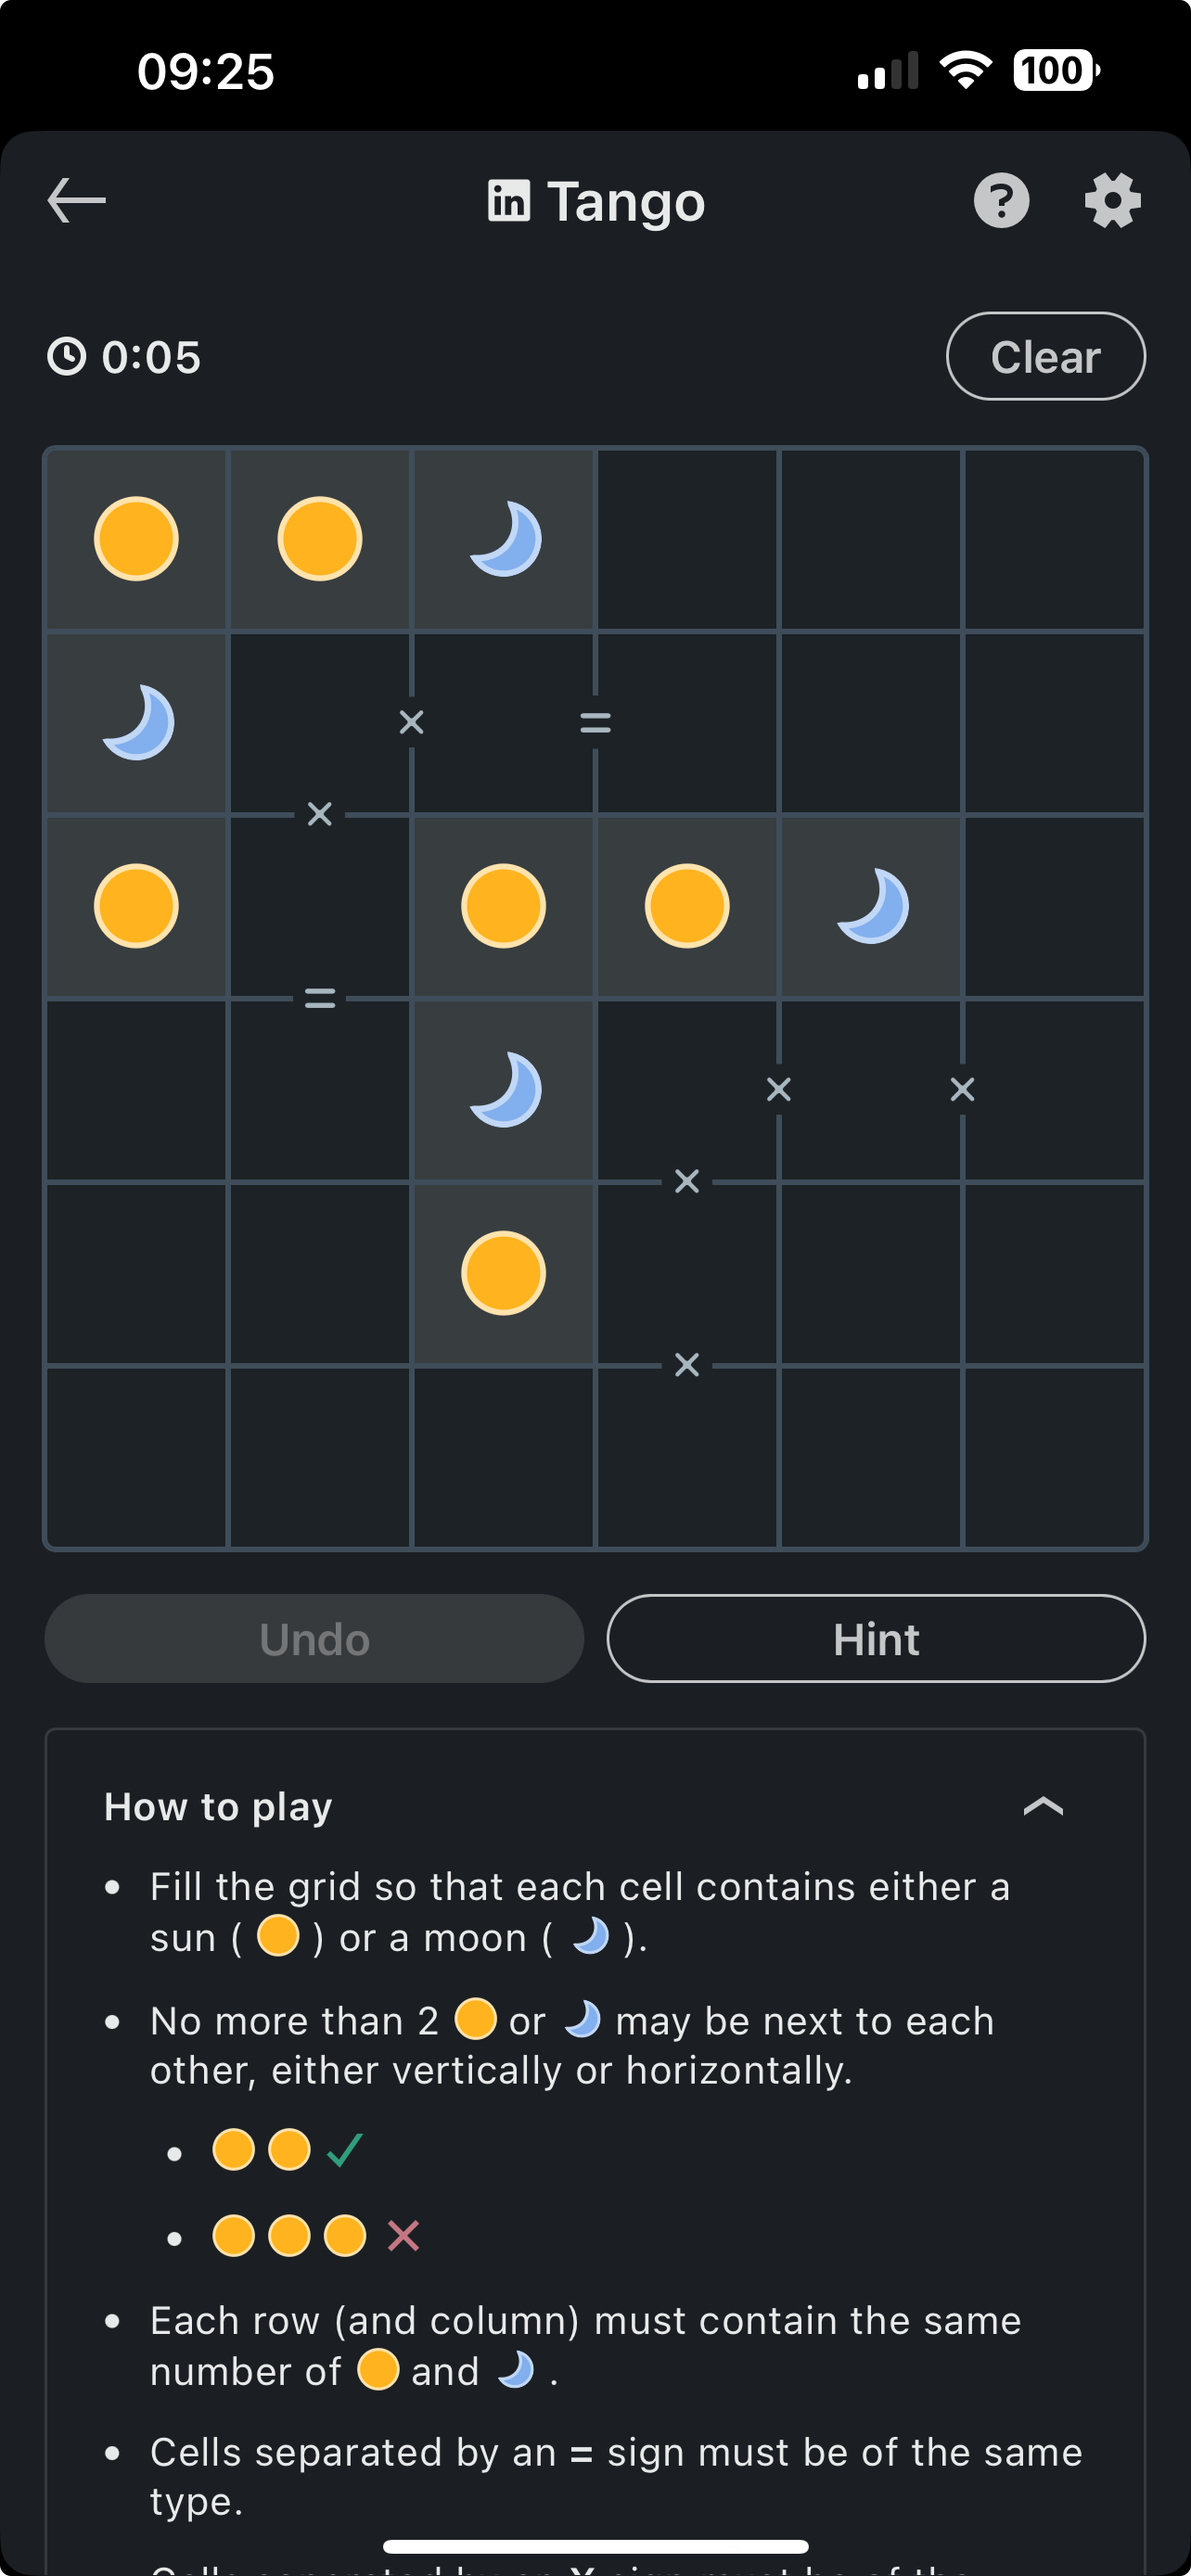 09:25
100
in Tango
?
0:05
Clear
×
=
×
=
×
×
×
×
Undo
Hint
How to play
Fill the grid so that each cell contains either a
sun ( ) or a moon ( ).
No more than 2 or may be next to each
other, either vertically or horizontally.
Each row (and column) must contain the same
number of and .
Cells separated by an = sign must be of the same
type.